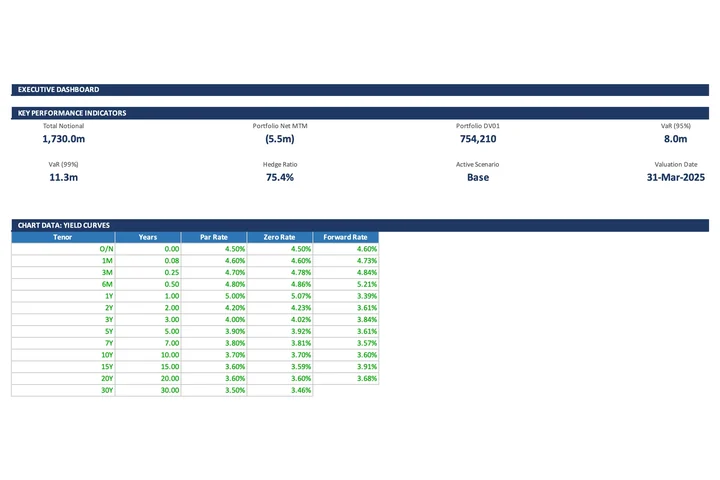 EXECUTIVE DASHBOARD
KEY PERFORMANCE INDICATORS
Total Notional Portfolio Net MTM Portfolio DV01 VaR (95%)
1,730.0m (5.5m) 754,210 8.0m
VaR (99%) Hedge Ratio Active Scenario Valuation Date
11.3m 75.4% Base 31-Mar-2025
CHART DATA: YIELD CURVES
Tenor Years Par Rate Zero Rate Forward Rate
O/N 0.00 4.50% 4.50% 4.60%
1M 0.08 4.60% 4.60% 4.73%
3M 0.25 4.70% 4.78% 4.84%
6M 0.50 4.80% 4.86% 5.21%
1Y 1.00 5.00% 5.07% 3.39%
2Y 2.00 4.20% 4.23% 3.61%
3Y 3.00 4.00% 4.02% 3.84%
5Y 5.00 3.90% 3.92% 3.61%
7Y 7.00 3.80% 3.81% 3.57%
10Y 10.00 3.70% 3.70% 3.60%
15Y 15.00 3.60% 3.59% 3.91%
20Y 20.00 3.60% 3.60% 3.68%
30Y 30.00 3.50% 3.46%